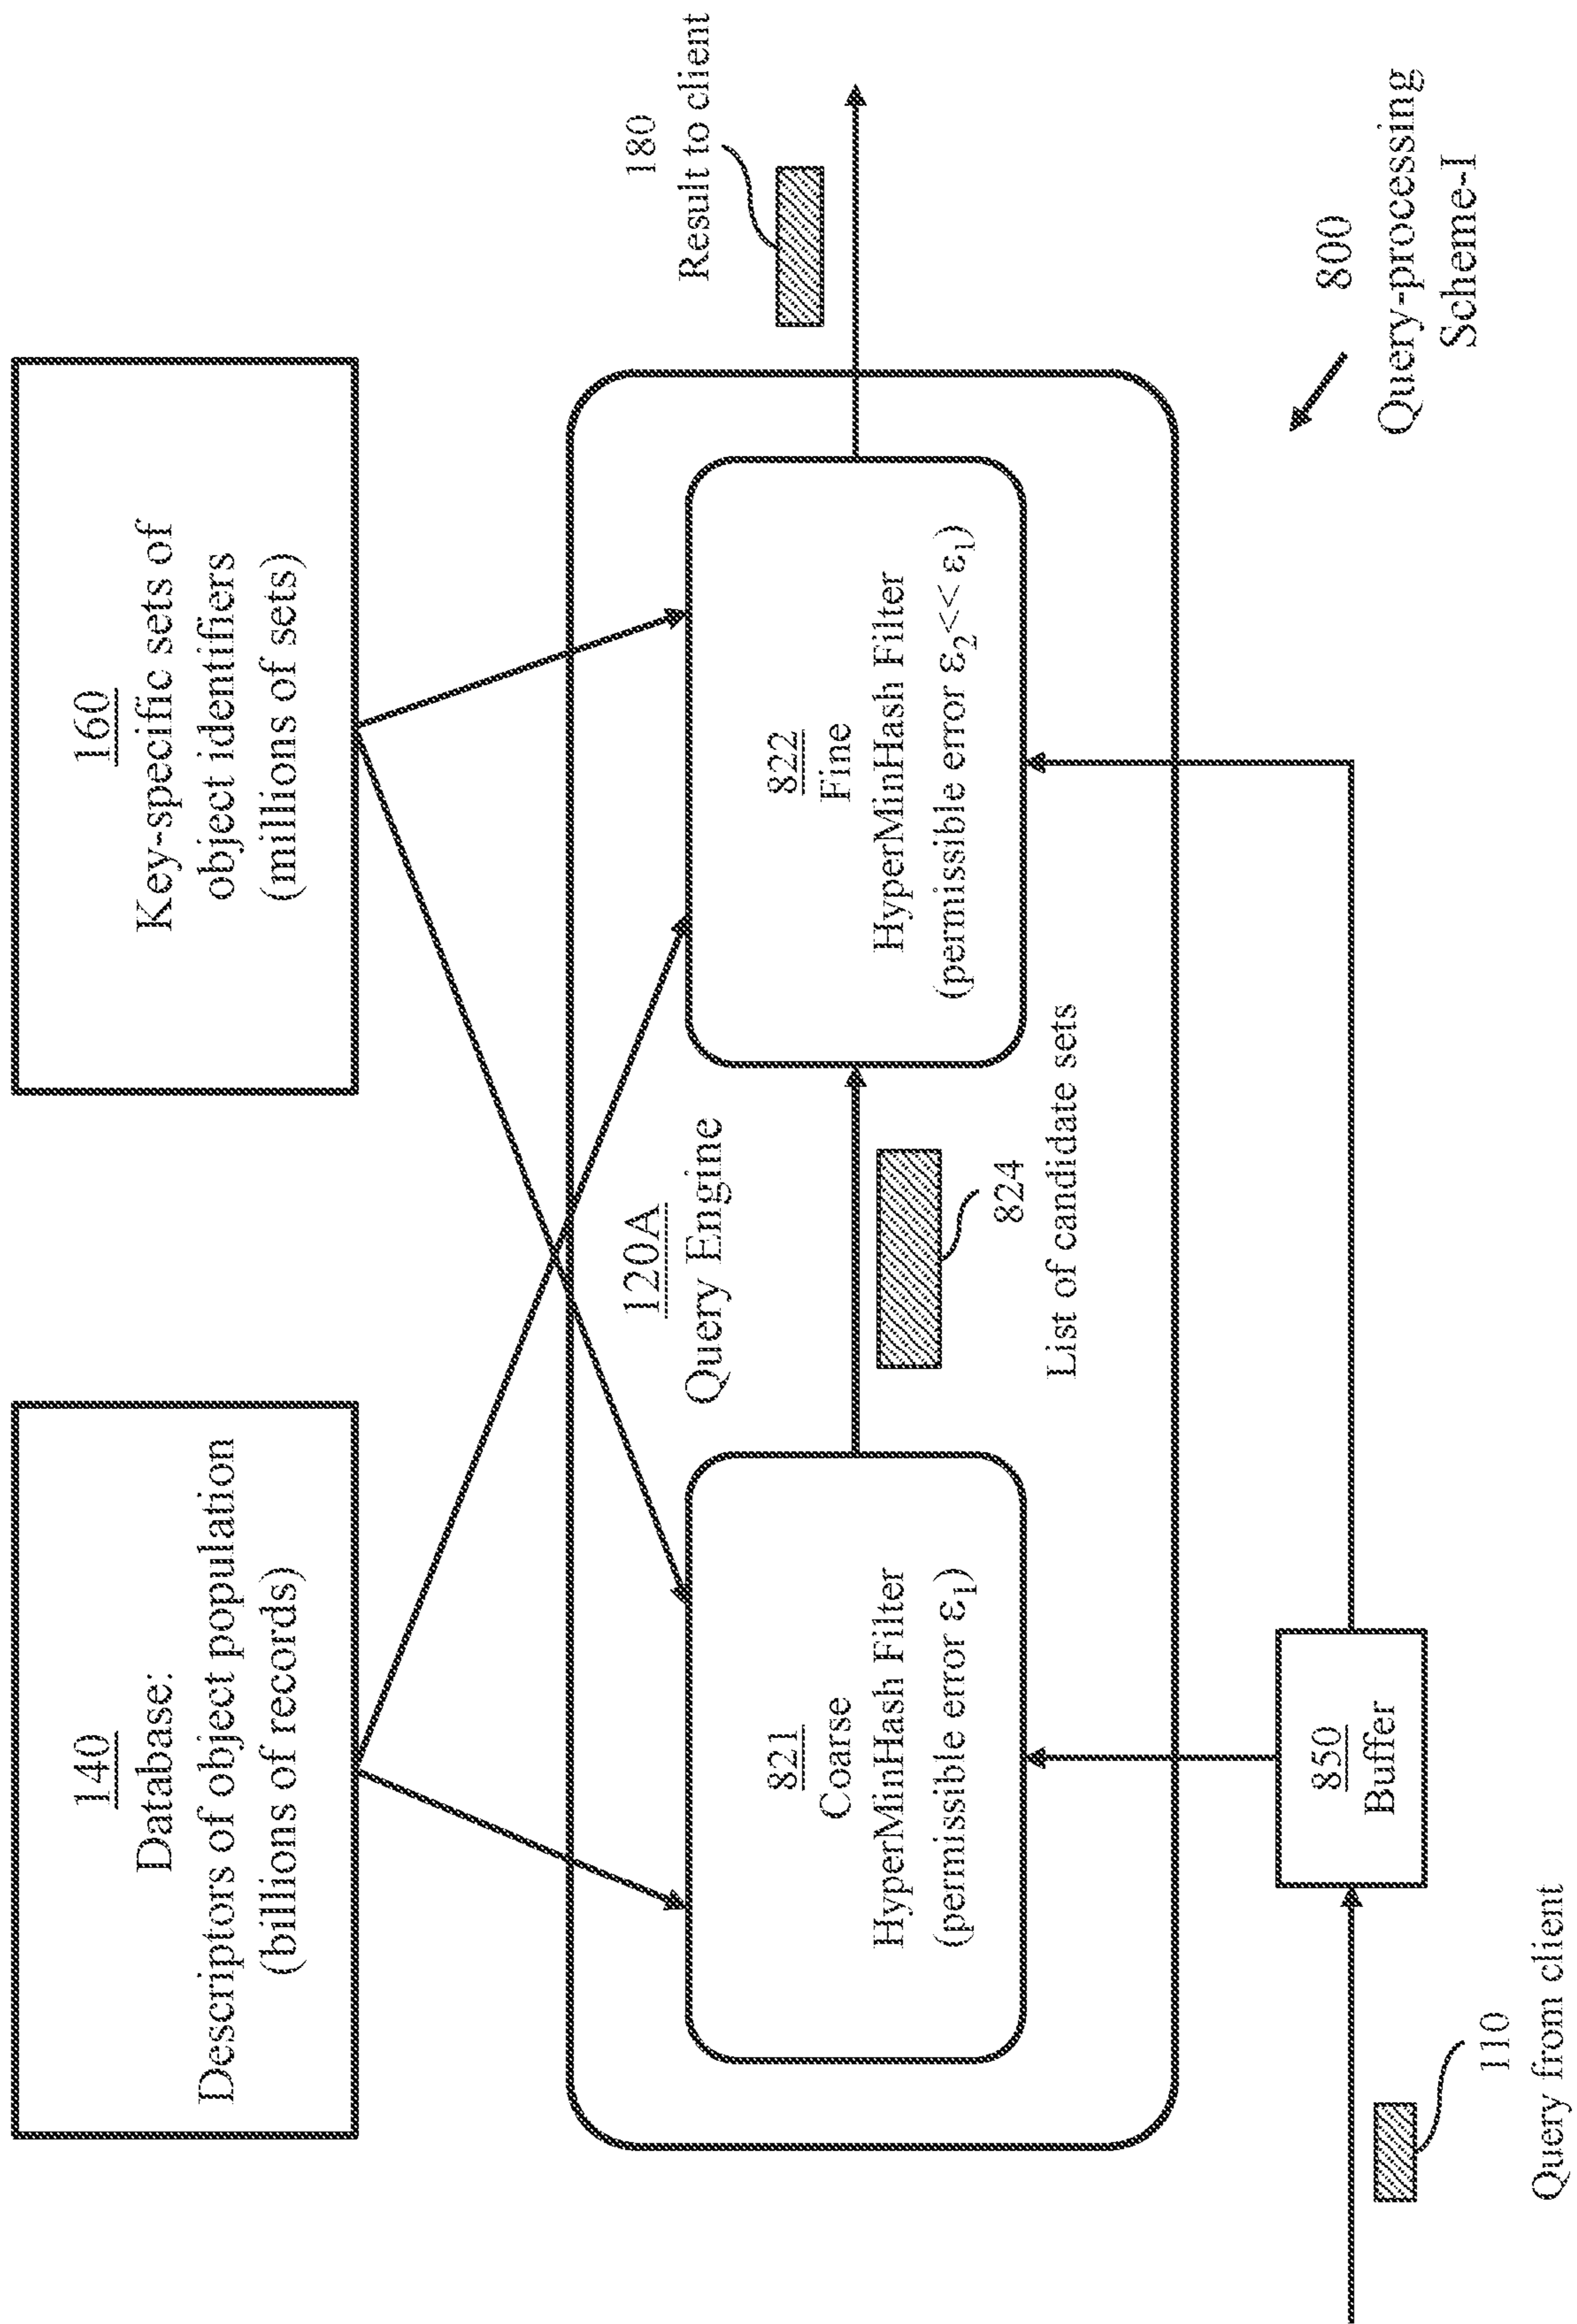 140
Database:
Descriptors of object population
(billions of records)
160
Key-specific sets of
object identifiers
(millions of sets)
120A
Query Engine
821
Coarse
HyperMinHash Filter
(permissible error ε₁)
824
List of candidate sets
822
Fine
HyperMinHash Filter
(permissible error ε₂<< ε₁)
180
Result to client
850
Buffer
110
Query from client
800
Query-processing
Scheme-I